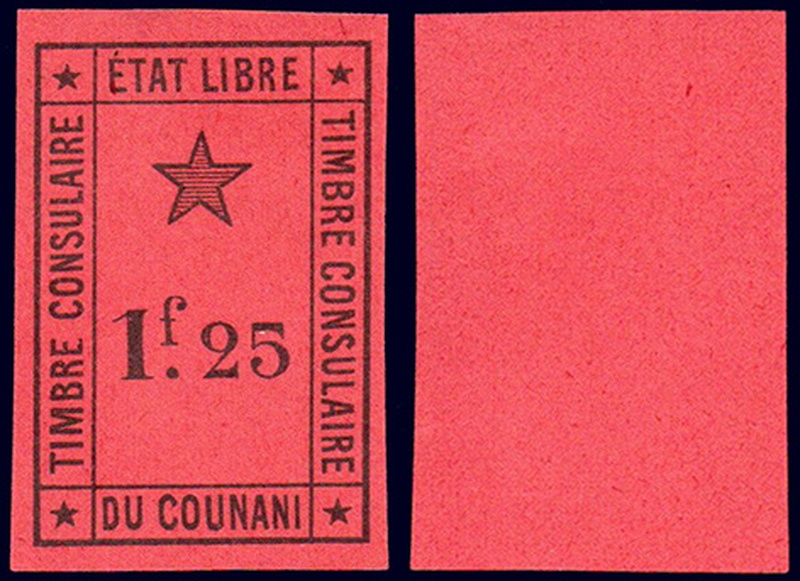 ÉTAT LIBRE
TIMBRE CONSULAIRE
TIMBRE CONSULAIRE
1f. 25
DU COUNANI